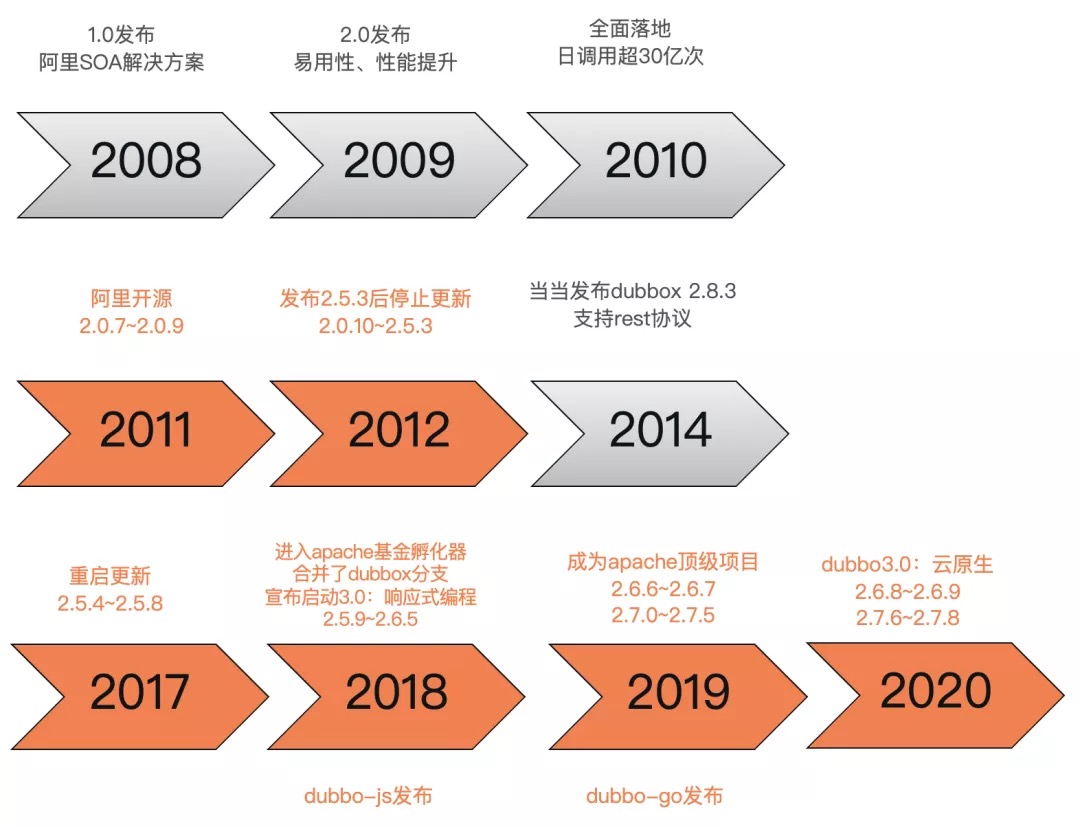 1.0发布
阿里SOA解决方案
2.0发布
易用性、性能提升
全面落地
日调用超30亿次
2008
2009
2010
阿里开源
2.0.7~2.0.9
发布2.5.3后停止更新
2.0.10~2.5.3
当当发布dubbox 2.8.3
支持rest协议
2011
2012
2014
重启更新
2.5.4~2.5.8
进入apache基金孵化器
合并了dubbox分支
宣布启动3.0：响应式编程
2.5.9~2.6.5
成为apache顶级项目
2.6.6~2.6.7
2.7.0~2.7.5
dubbo3.0：云原生
2.6.8~2.6.9
2.7.6~2.7.8
2017
2018
2019
2020
dubbo-js发布
dubbo-go发布